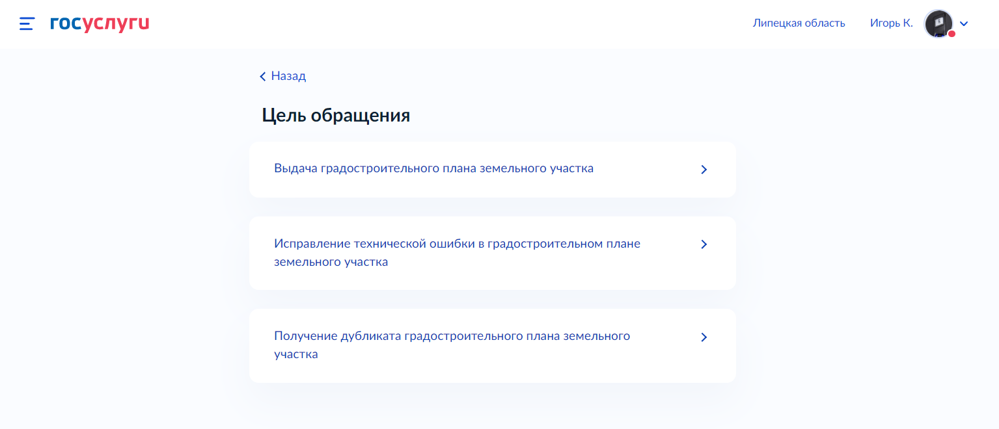 госуслуги
Липецкая область
Игорь К.
Назад
Цель обращения
Выдача градостроительного плана земельного участка
Исправление технической ошибки в градостроительном плане
земельного участка
Получение дубликата градостроительного плана земельного
участка